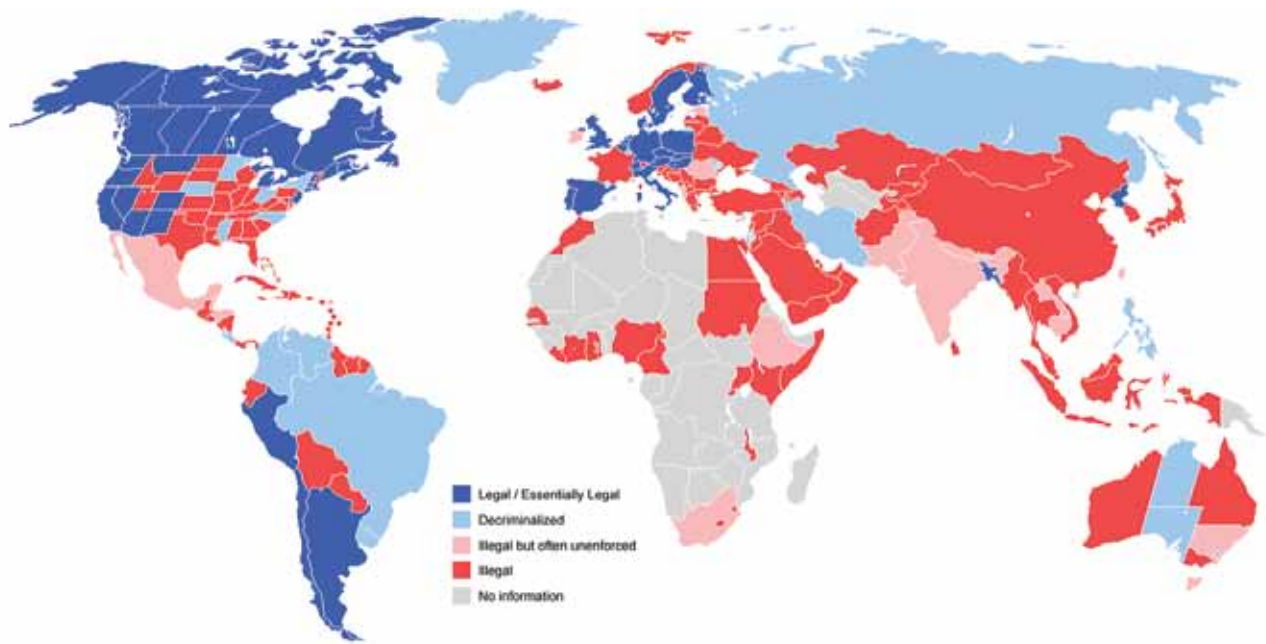 Legal / Essentially Legal
Decriminalized
Illegal but often unenforced
Illegal
No information